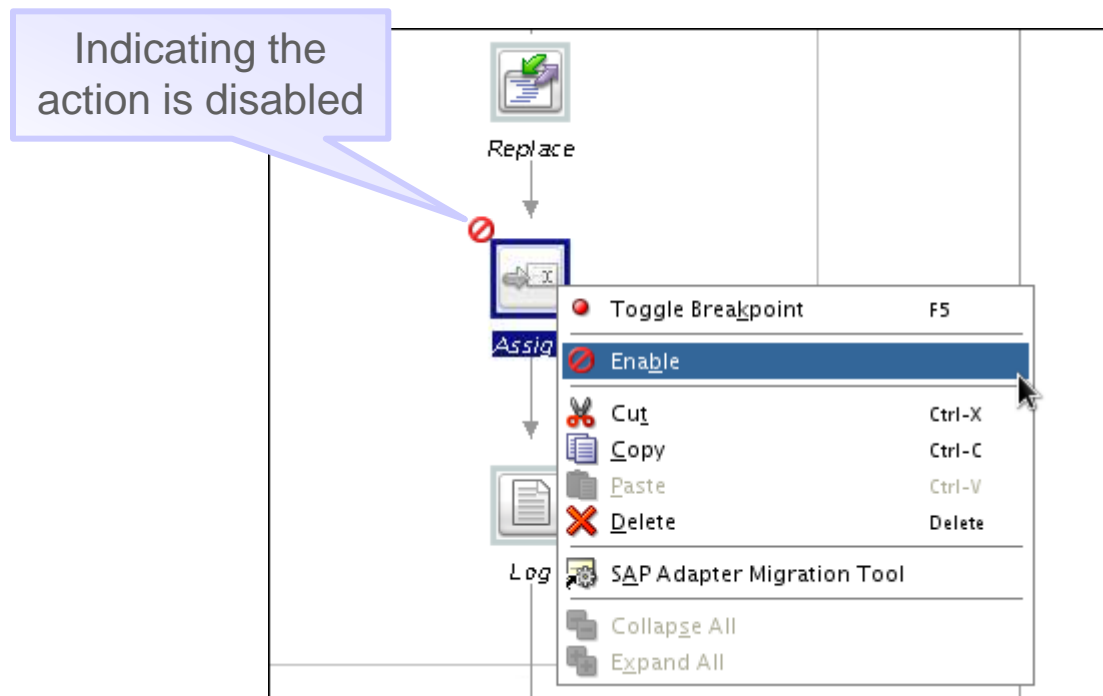 Indicating the
action is disabled
Replace
Assig
Toggle Breakpoint F5
Enable
Cut Ctrl-X
Copy Ctrl-C
Paste Ctrl-V
Delete Delete
Log
SAP Adapter Migration Tool
Collapse All
Expand All